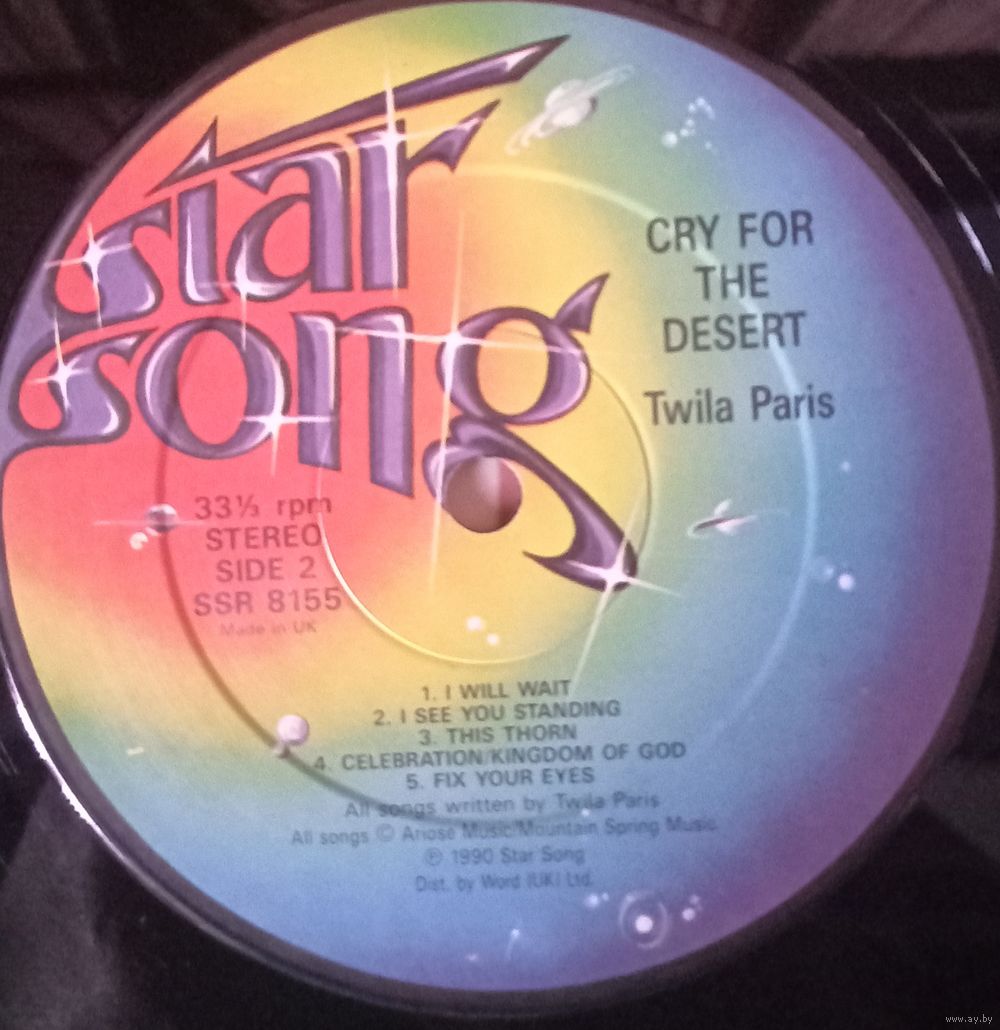 star
song
CRY FOR
THE
DESERT
Twila Paris
33⅓ rpm
STEREO
SIDE 2
SSR 8155
Made in UK
1. I WILL WAIT
2. I SEE YOU STANDING
3. THIS THORN
4. CELEBRATION/KINGDOM OF GOD
5. FIX YOUR EYES
All songs written by Twila Paris
All songs © Ariose Music/Mountain Spring Music
℗ 1990 Star Song
Dist. by Word (UK) Ltd.
www.ay.by